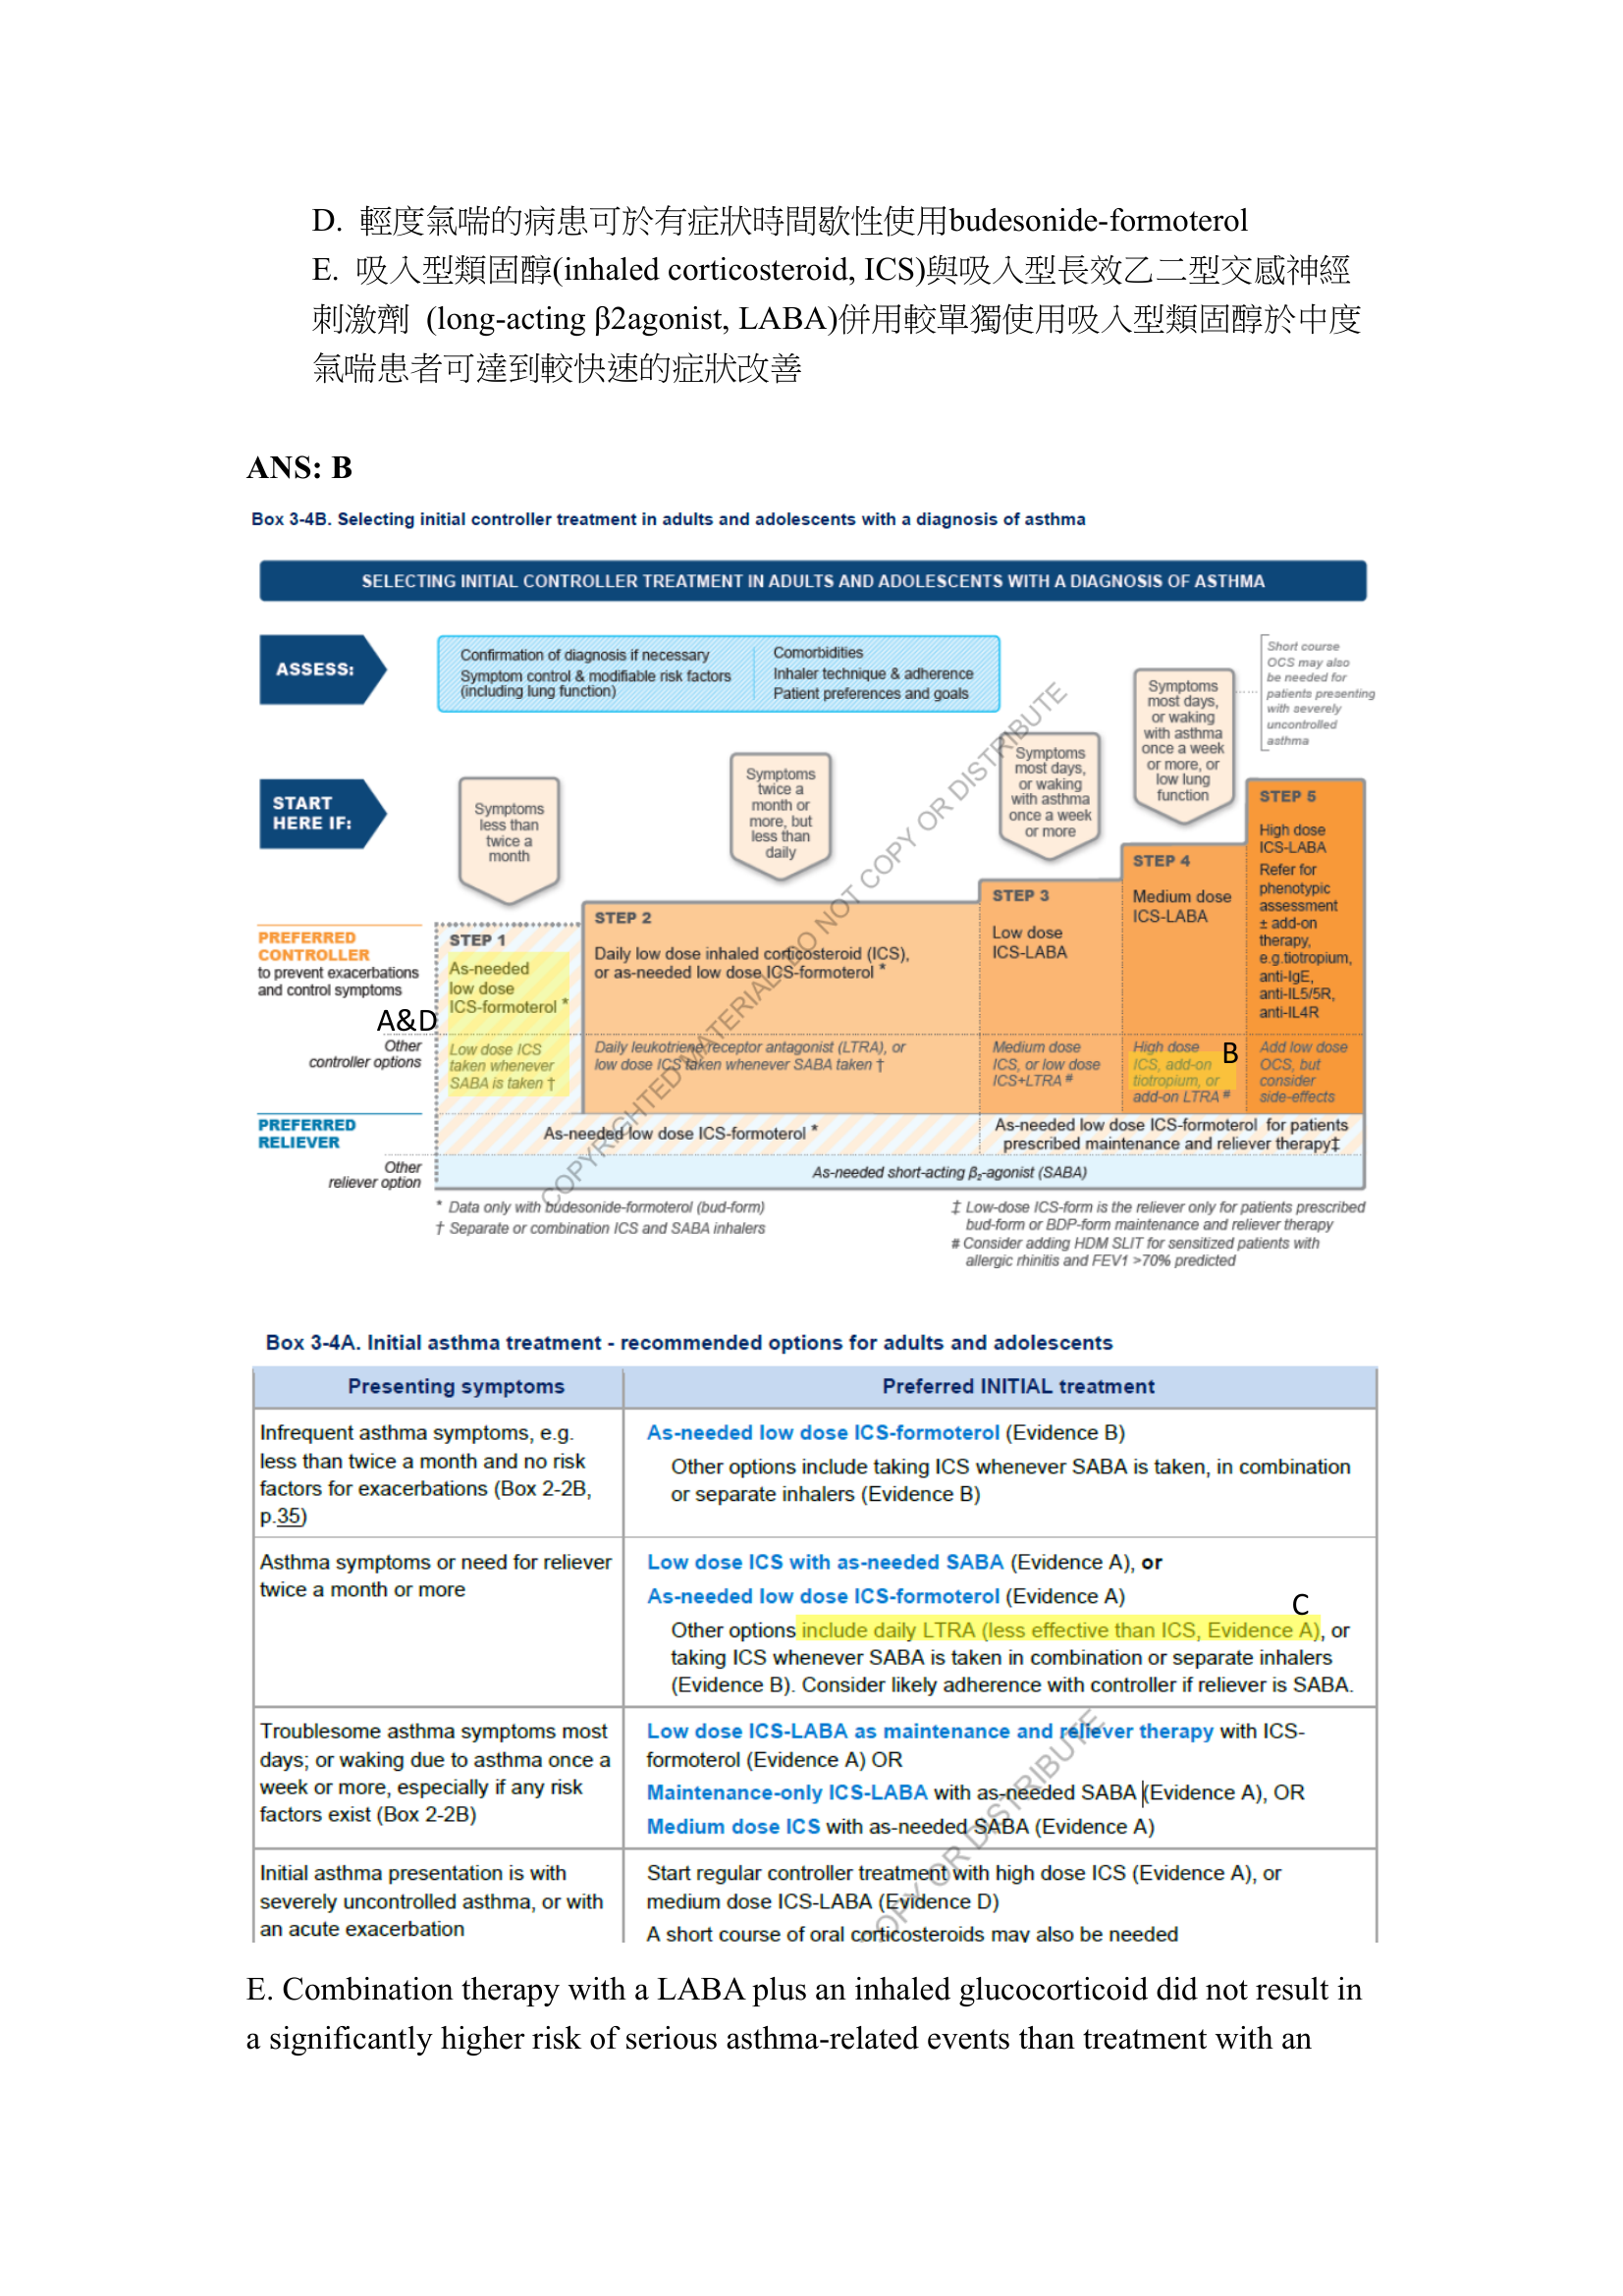 D. 輕度氣喘的病患可於有症狀時間歇性使用budesonide-formoterol
E. 吸入型類固醇(inhaled corticosteroid, ICS)與吸入型長效乙二型交感神經
刺激劑 (long-acting β2agonist, LABA)併用較單獨使用吸入型類固醇於中度
氣喘患者可達到較快速的症狀改善
ANS: B
Box 3-4B. Selecting initial controller treatment in adults and adolescents with a diagnosis of asthma
SELECTING INITIAL CONTROLLER TREATMENT IN ADULTS AND ADOLESCENTS WITH A DIAGNOSIS OF ASTHMA
ASSESS:
Confirmation of diagnosis if necessary
Symptom control & modifiable risk factors
(including lung function)
Comorbidities
Inhaler technique & adherence
Patient preferences and goals
Short course
OCS may also
be needed for
patients presenting
with severely
uncontrolled
asthma
START
HERE IF:
Symptoms
less than
twice a
month
Symptoms
twice a
month or
more, but
less than
daily
Symptoms
most days,
or waking
with asthma
once a week
or more
Symptoms
most days,
or waking
with asthma
once a week
or more, or
low lung
function
PREFERRED
CONTROLLER
to prevent exacerbations
and control symptoms
STEP 1
As-needed
low dose
ICS-formoterol *
STEP 2
Daily low dose inhaled corticosteroid (ICS),
or as-needed low dose ICS-formoterol *
STEP 3
Low dose
ICS-LABA
STEP 4
Medium dose
ICS-LABA
STEP 5
High dose
ICS-LABA
Refer for
phenotypic
assessment
± add-on
therapy,
e.g.tiotropium,
anti-IgE,
anti-IL5/5R,
anti-IL4R
A&D
Other
controller options
Low dose ICS
taken whenever
SABA is taken †
Daily leukotriene receptor antagonist (LTRA), or
low dose ICS taken whenever SABA taken †
Medium dose
ICS, or low dose
ICS+LTRA #
High dose
ICS, add-on
tiotropium, or
add-on LTRA #
B
Add low dose
OCS, but
consider
side-effects
PREFERRED
RELIEVER
As-needed low dose ICS-formoterol *
As-needed low dose ICS-formoterol for patients
prescribed maintenance and reliever therapy‡
Other
reliever option
As-needed short-acting β₂-agonist (SABA)
COPYRIGHTED MATERIAL- DO NOT COPY OR DISTRIBUTE
* Data only with budesonide-formoterol (bud-form)
† Separate or combination ICS and SABA inhalers
‡ Low-dose ICS-form is the reliever only for patients prescribed
bud-form or BDP-form maintenance and reliever therapy
# Consider adding HDM SLIT for sensitized patients with
allergic rhinitis and FEV1 >70% predicted
Box 3-4A. Initial asthma treatment - recommended options for adults and adolescents
Presenting symptoms
Preferred INITIAL treatment
Infrequent asthma symptoms, e.g.
less than twice a month and no risk
factors for exacerbations (Box 2-2B,
p.35)
As-needed low dose ICS-formoterol (Evidence B)
Other options include taking ICS whenever SABA is taken, in combination
or separate inhalers (Evidence B)
Asthma symptoms or need for reliever
twice a month or more
Low dose ICS with as-needed SABA (Evidence A), or
As-needed low dose ICS-formoterol (Evidence A)
C
Other options include daily LTRA (less effective than ICS, Evidence A), or
taking ICS whenever SABA is taken in combination or separate inhalers
(Evidence B). Consider likely adherence with controller if reliever is SABA.
Troublesome asthma symptoms most
days; or waking due to asthma once a
week or more, especially if any risk
factors exist (Box 2-2B)
Low dose ICS-LABA as maintenance and reliever therapy with ICS-
formoterol (Evidence A) OR
Maintenance-only ICS-LABA with as-needed SABA (Evidence A), OR
Medium dose ICS with as-needed SABA (Evidence A)
Initial asthma presentation is with
severely uncontrolled asthma, or with
an acute exacerbation
Start regular controller treatment with high dose ICS (Evidence A), or
medium dose ICS-LABA (Evidence D)
A short course of oral corticosteroids may also be needed
OPY OR DISTRIBUTE
E. Combination therapy with a LABA plus an inhaled glucocorticoid did not result in
a significantly higher risk of serious asthma-related events than treatment with an